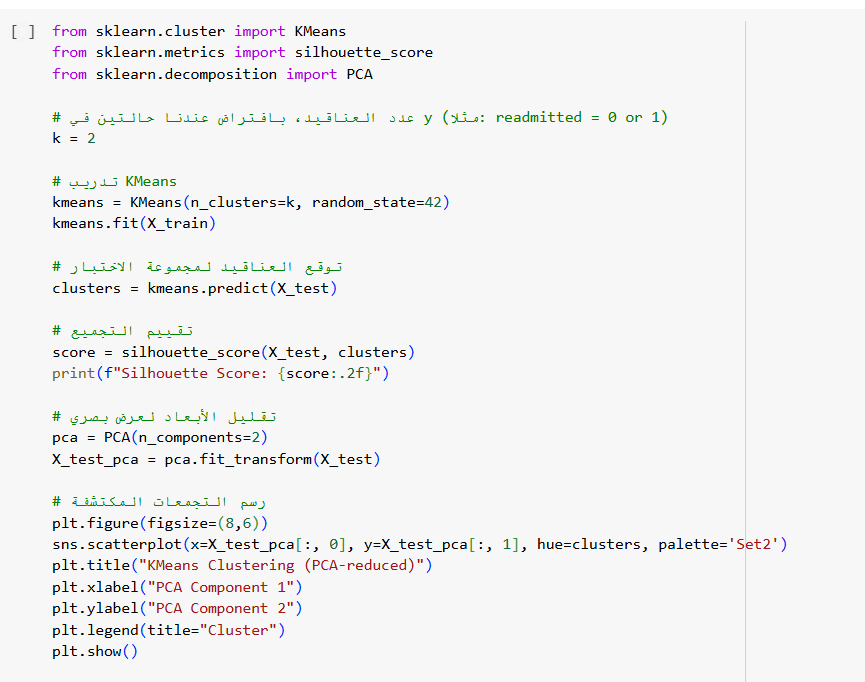 [ ] from sklearn.cluster import KMeans
from sklearn.metrics import silhouette_score
from sklearn.decomposition import PCA
# عدد العناقيد، بافتراض عندنا حالتين في y (مثلا: readmitted = 0 or 1)
k = 2
# تدريب KMeans
kmeans = KMeans(n_clusters=k, random_state=42)
kmeans.fit(X_train)
# توقع العناقيد لمجموعة الاختبار
clusters = kmeans.predict(X_test)
# تقييم التجميع
score = silhouette_score(X_test, clusters)
print(f"Silhouette Score: {score:.2f}")
# تقليل الأبعاد لعرض بصري
pca = PCA(n_components=2)
X_test_pca = pca.fit_transform(X_test)
# رسم التجمعات المكتشفة
plt.figure(figsize=(8,6))
sns.scatterplot(x=X_test_pca[:, 0], y=X_test_pca[:, 1], hue=clusters, palette='Set2')
plt.title("KMeans Clustering (PCA-reduced)")
plt.xlabel("PCA Component 1")
plt.ylabel("PCA Component 2")
plt.legend(title="Cluster")
plt.show()